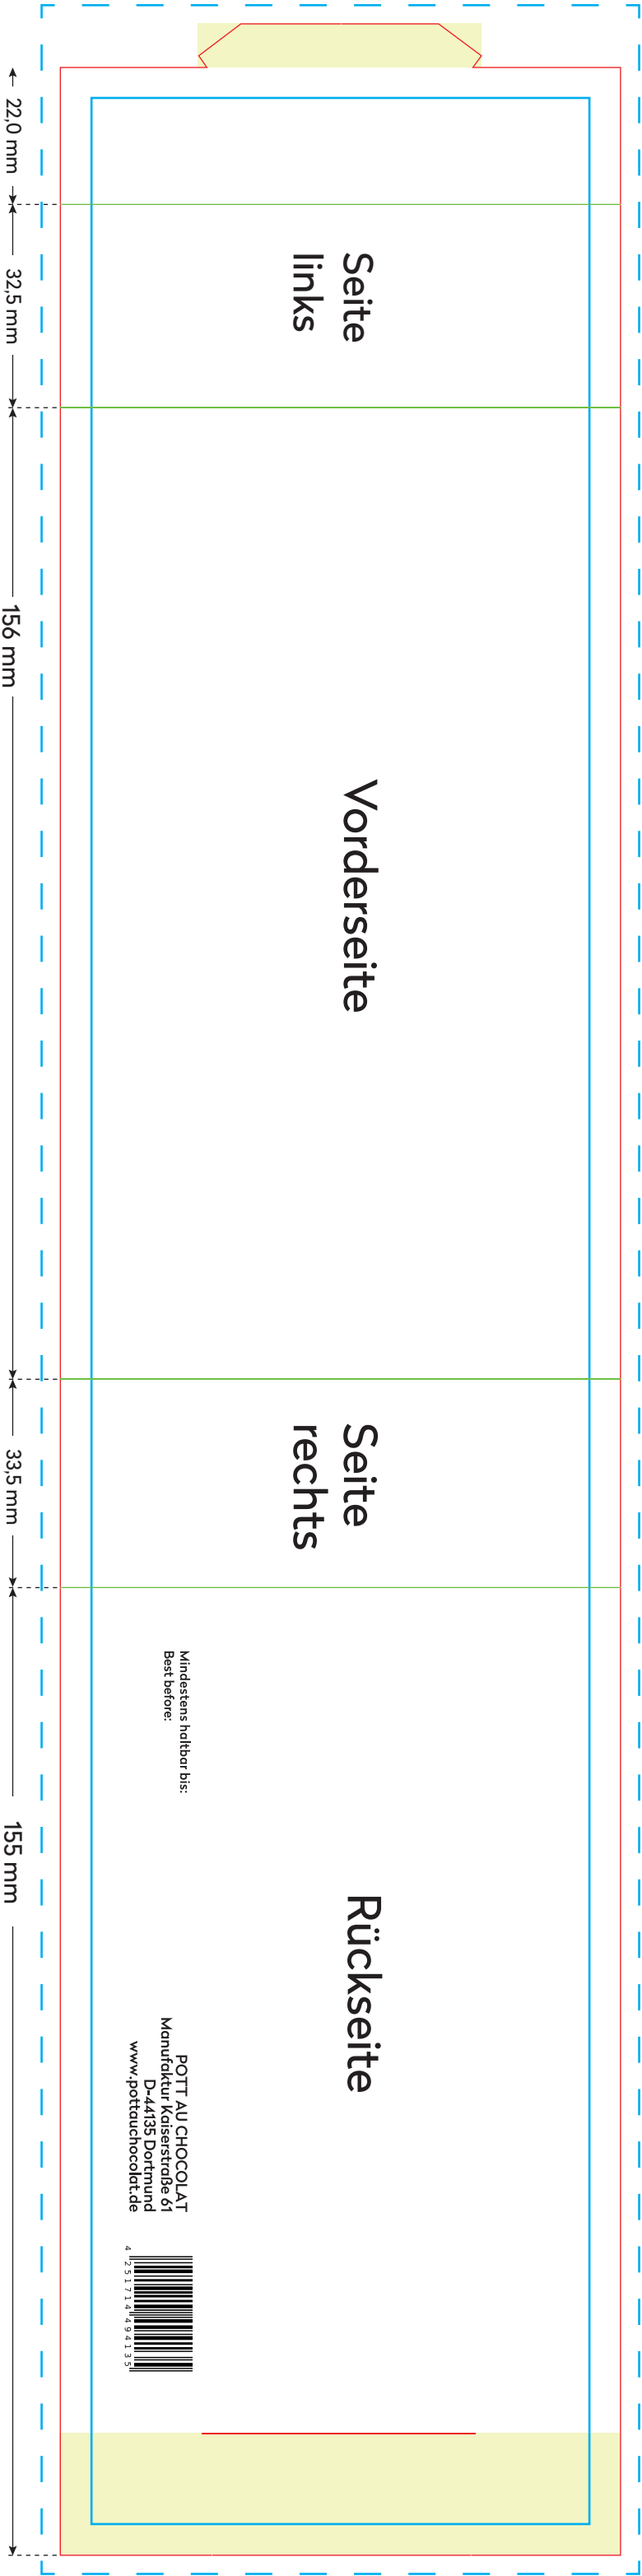 22,0 mm
32,5 mm
156 mm
33,5 mm
155 mm
Seite
links
Vorderseite
Seite
rechts
Rückseite
Mindestens haltbar bis:
Best before:
POTT AU CHOCOLAT
Manufaktur Kaiserstraße 61
D-44135 Dortmund
www.pottauchocolat.de
4 251714 494135